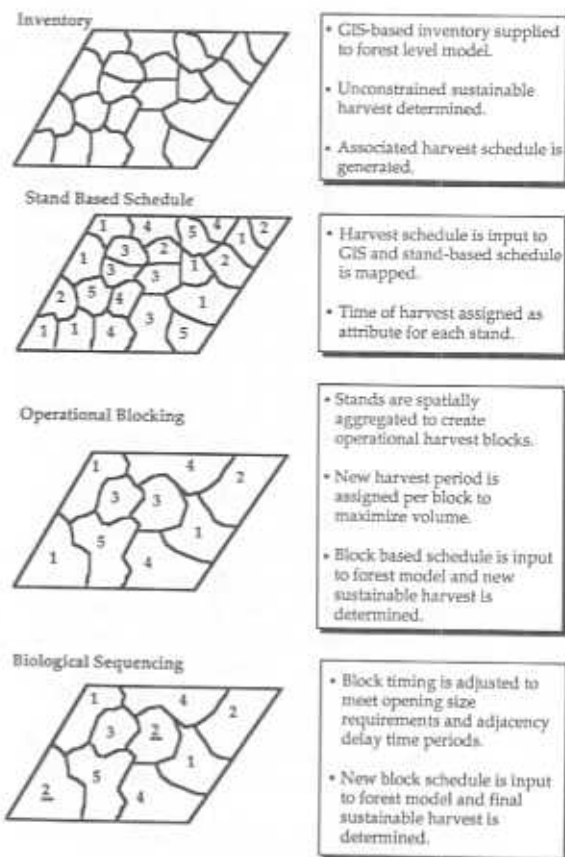 Inventory
• GIS-based inventory supplied
to forest level model.
• Unconstrained sustainable
harvest determined.
• Associated harvest schedule is
generated.
Stand Based Schedule
1 4 5 4 1 2
1 3 2 1 2
3 3
2 5 4 1
1 1 4 3 5
• Harvest schedule is input to
GIS and stand-based schedule
is mapped.
• Time of harvest assigned as
attribute for each stand.
Operational Blocking
1 4 2
3 3
5 1
1 4
• Stands are spatially
aggregated to create
operational harvest blocks.
• New harvest period is
assigned per block to
maximize volume.
• Block based schedule is input
to forest model and new
sustainable harvest is
determined.
Biological Sequencing
1 4 2
3 2
5 1
2 4
• Block timing is adjusted to
meet opening size
requirements and adjacency
delay time periods.
• New block schedule is input
to forest model and final
sustainable harvest is
determined.